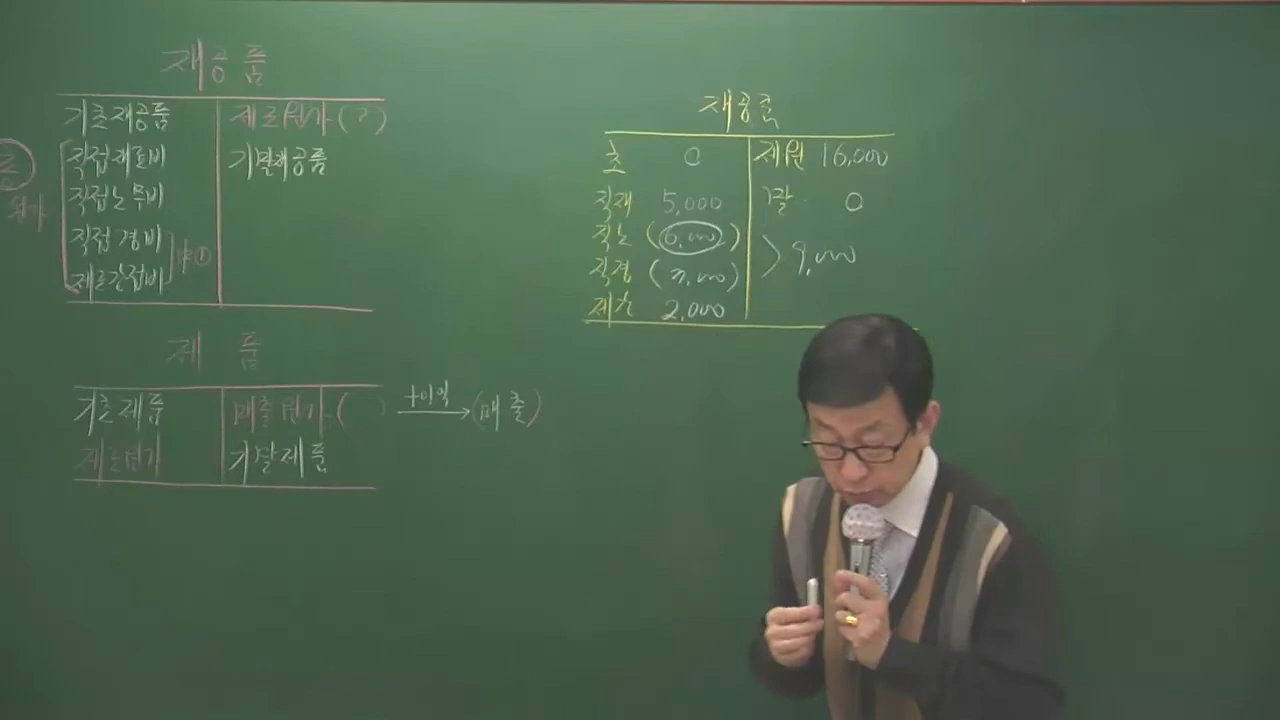 재공품
기초재공품 제조원가 (?)
직접재료비 기말재공품
직접노무비
직접경비
제조간접비
원가
제 품
기초제품 매출원가 ( ) +이익 (매출)
제조원가 기말제품
재공품
초 0 제원 16,000
직재 5,000 말 0
직노 (6,000) > 9,000
직경 (3,000)
제간 2,000